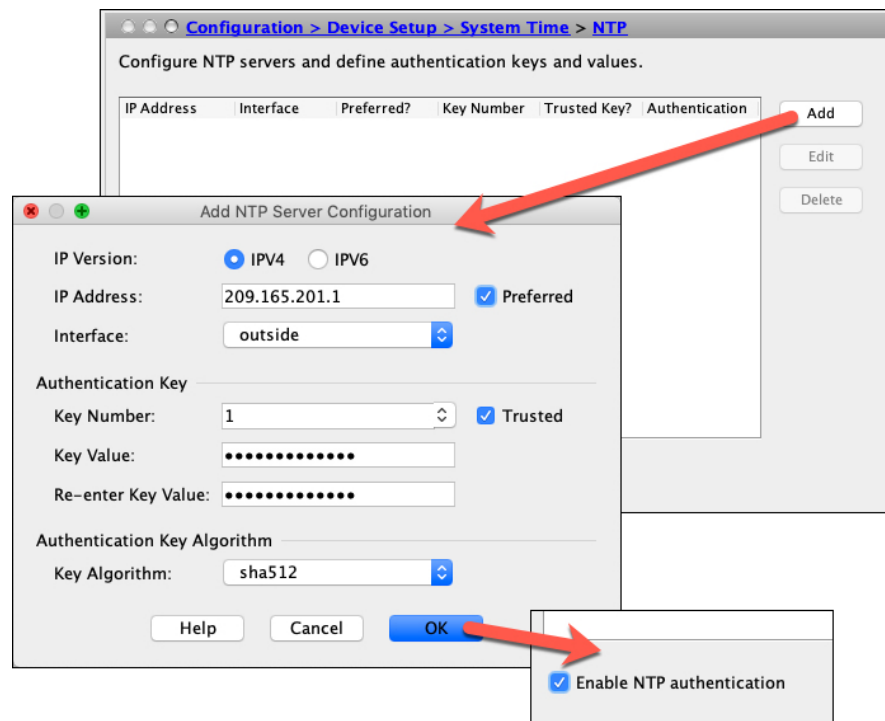 Configuration > Device Setup > System Time > NTP
Configure NTP servers and define authentication keys and values.
IP Address Interface Preferred? Key Number Trusted Key? Authentication
Add
Edit
Delete
Add NTP Server Configuration
IP Version: IPV4 IPV6
IP Address: 209.165.201.1 Preferred
Interface: outside
Authentication Key
Key Number: 1 Trusted
Key Value: •••••••••••••
Re-enter Key Value: •••••••••••••
Authentication Key Algorithm
Key Algorithm: sha512
Help Cancel OK
Enable NTP authentication